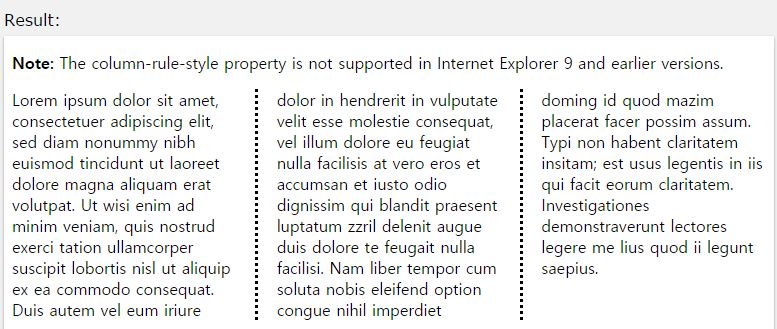 Result:
Note: The column-rule-style property is not supported in Internet Explorer 9 and earlier versions.
Lorem ipsum dolor sit amet,
consectetuer adipiscing elit,
sed diam nonummy nibh
euismod tincidunt ut laoreet
dolore magna aliquam erat
volutpat. Ut wisi enim ad
minim veniam, quis nostrud
exerci tation ullamcorper
suscipit lobortis nisl ut aliquip
ex ea commodo consequat.
Duis autem vel eum iriure
dolor in hendrerit in vulputate
velit esse molestie consequat,
vel illum dolore eu feugiat
nulla facilisis at vero eros et
accumsan et iusto odio
dignissim qui blandit praesent
luptatum zzril delenit augue
duis dolore te feugait nulla
facilisi. Nam liber tempor cum
soluta nobis eleifend option
congue nihil imperdiet
doming id quod mazim
placerat facer possim assum.
Typi non habent claritatem
insitam; est usus legentis in iis
qui facit eorum claritatem.
Investigationes
demonstraverunt lectores
legere me lius quod ii legunt
saepius.